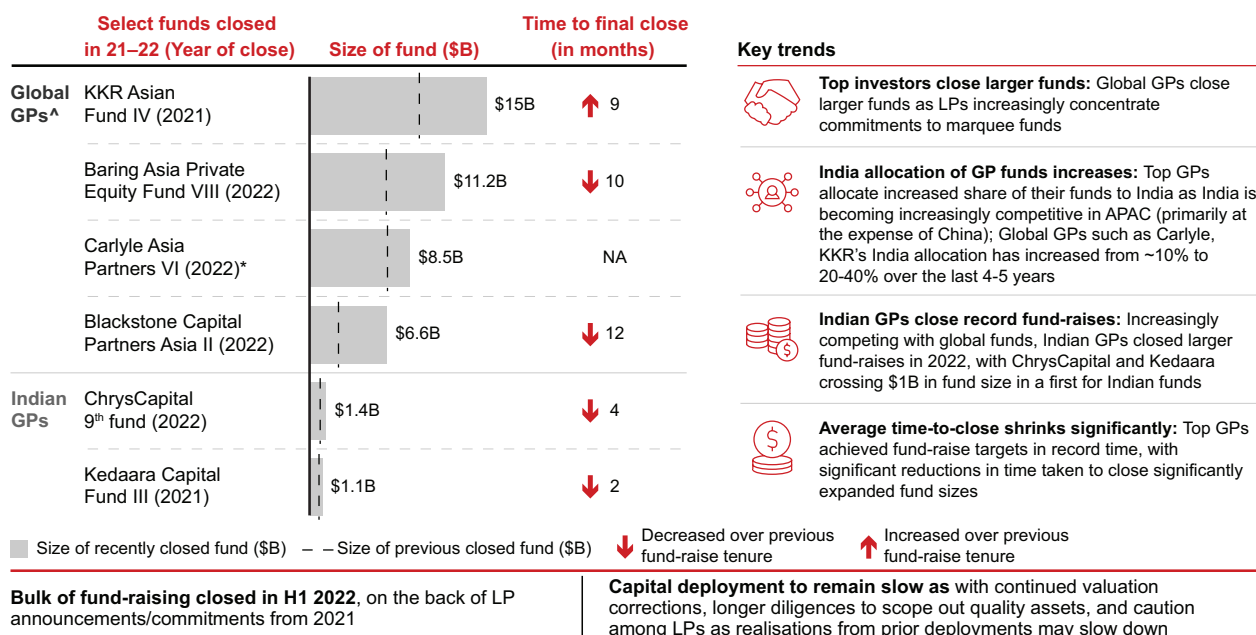 Select funds closed
in 21–22 (Year of close)
Size of fund ($B)
Time to final close
(in months)
Global
GPs^
KKR Asian
Fund IV (2021)
$15B
9
Baring Asia Private
Equity Fund VIII (2022)
$11.2B
10
Carlyle Asia
Partners VI (2022)*
$8.5B
NA
Blackstone Capital
Partners Asia II (2022)
$6.6B
12
Indian
GPs
ChrysCapital
9th fund (2022)
$1.4B
4
Kedaara Capital
Fund III (2021)
$1.1B
2
Size of recently closed fund ($B)
Size of previous closed fund ($B)
Decreased over previous
fund-raise tenure
Increased over previous
fund-raise tenure
Key trends
Top investors close larger funds: Global GPs close
larger funds as LPs increasingly concentrate
commitments to marquee funds
India allocation of GP funds increases: Top GPs
allocate increased share of their funds to India as India is
becoming increasingly competitive in APAC (primarily at
the expense of China); Global GPs such as Carlyle,
KKR's India allocation has increased from ~10% to
20-40% over the last 4-5 years
Indian GPs close record fund-raises: Increasingly
competing with global funds, Indian GPs closed larger
fund-raises in 2022, with ChrysCapital and Kedaara
crossing $1B in fund size in a first for Indian funds
Average time-to-close shrinks significantly: Top GPs
achieved fund-raise targets in record time, with
significant reductions in time taken to close significantly
expanded fund sizes
$
$
Bulk of fund-raising closed in H1 2022, on the back of LP
announcements/commitments from 2021
Capital deployment to remain slow as with continued valuation
corrections, longer diligences to scope out quality assets, and caution
among LPs as realisations from prior deployments may slow down